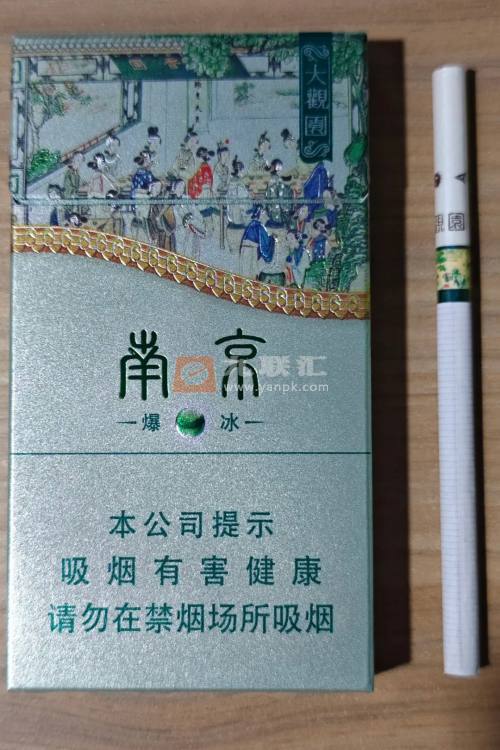 大觀園
南京
爆冰
本公司提示
吸烟有害健康
请勿在禁烟场所吸烟
觀園
联汇
www.yanpk.com